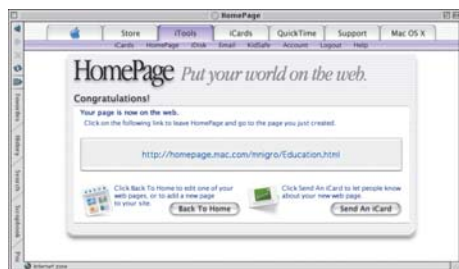 HomePage
Store iTools iCards QuickTime Support Mac OS X
iCards HomePage iDisk Email KidSafe Account Logout Help
HomePage Put your world on the web.
Congratulations!
Your page is now on the web.
Click on the following link to leave HomePage and go to the page you just created.
http://homepage.mac.com/mnigro/Education.html
Click Back To Home to edit one of your
web pages, or to add a new page
to your site.
Back To Home
Click Send An iCard to let people know
about your new web page.
Send An iCard
Favorites
History
Search
Scrapbook
Internet zone